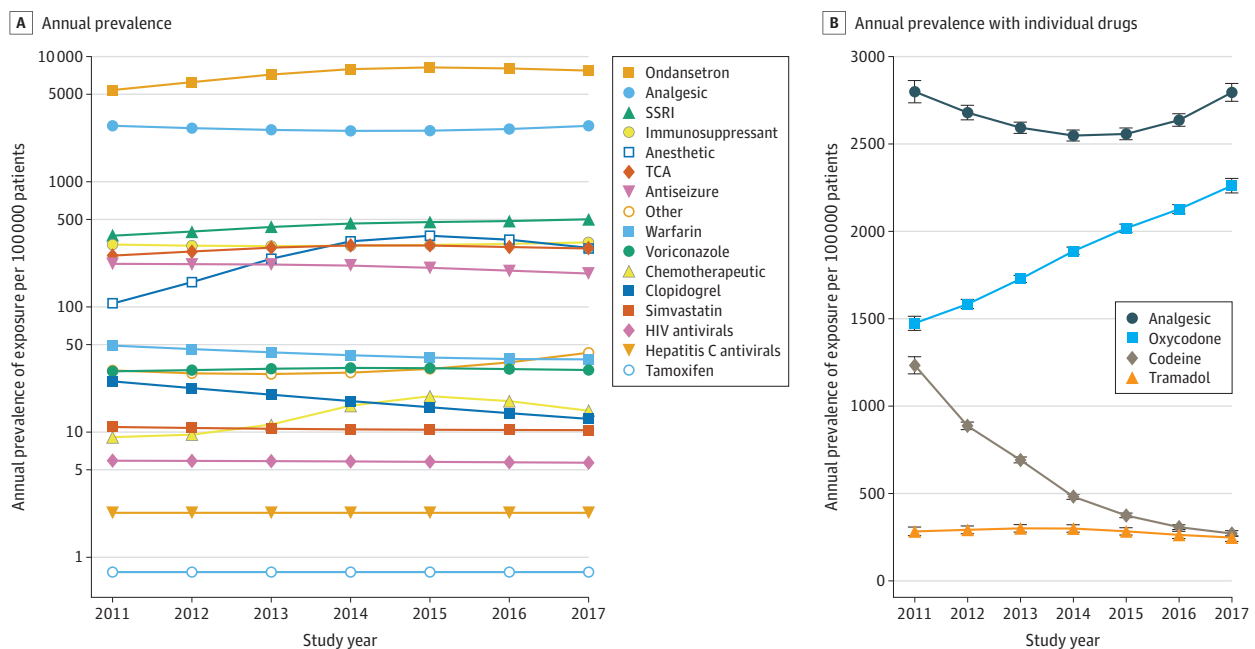 A Annual prevalence
10000
5000
1000
500
100
50
10
5
1
Annual prevalence of exposure per 100000 patients
2011 2012 2013 2014 2015 2016 2017
Study year
Ondansetron
Analgesic
SSRI
Immunosuppressant
Anesthetic
TCA
Antiseizure
Other
Warfarin
Voriconazole
Chemotherapeutic
Clopidogrel
Simvastatin
HIV antivirals
Hepatitis C antivirals
Tamoxifen
B Annual prevalence with individual drugs
3000
2500
2000
1500
1000
500
0
Annual prevalence of exposure per 100000 patients
2011 2012 2013 2014 2015 2016 2017
Study year
Analgesic
Oxycodone
Codeine
Tramadol